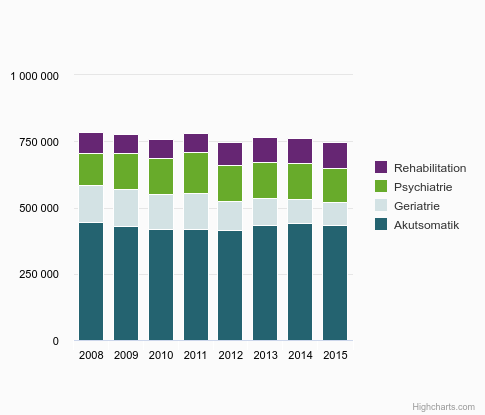 1 000 000
750 000
500 000
250 000
0
2008 2009 2010 2011 2012 2013 2014 2015
Rehabilitation
Psychiatrie
Geriatrie
Akutsomatik
Highcharts.com